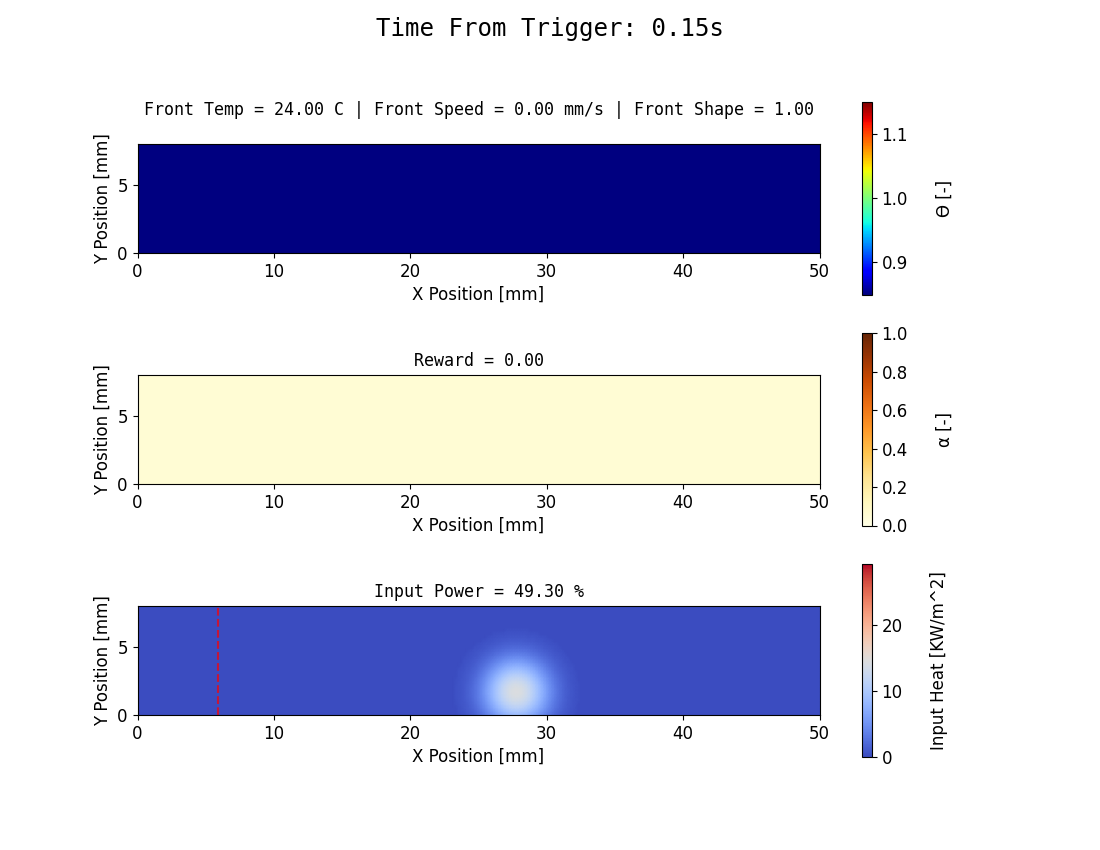 Time From Trigger: 0.15s
Front Temp = 24.00 C | Front Speed = 0.00 mm/s | Front Shape = 1.00
Y Position [mm]
5
0
0 10 20 30 40 50
X Position [mm]
1.1
1.0
0.9
Θ [-]
Reward = 0.00
Y Position [mm]
5
0
0 10 20 30 40 50
X Position [mm]
1.0
0.8
0.6
0.4
0.2
0.0
α [-]
Input Power = 49.30 %
Y Position [mm]
5
0
0 10 20 30 40 50
X Position [mm]
20
10
0
Input Heat [KW/m^2]